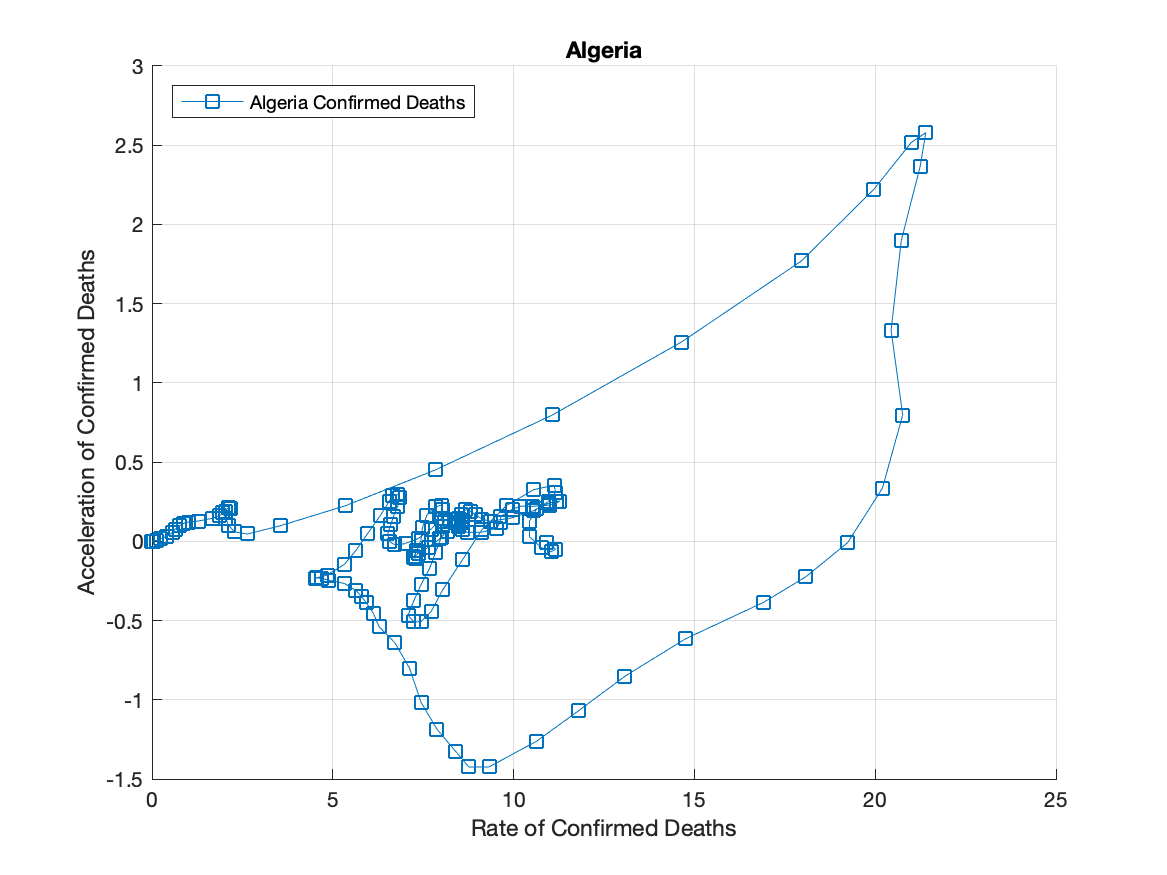 Algeria
Algeria Confirmed Deaths
3
2.5
2
1.5
1
0.5
0
-0.5
-1
-1.5
0 5 10 15 20 25
Rate of Confirmed Deaths
Acceleration of Confirmed Deaths